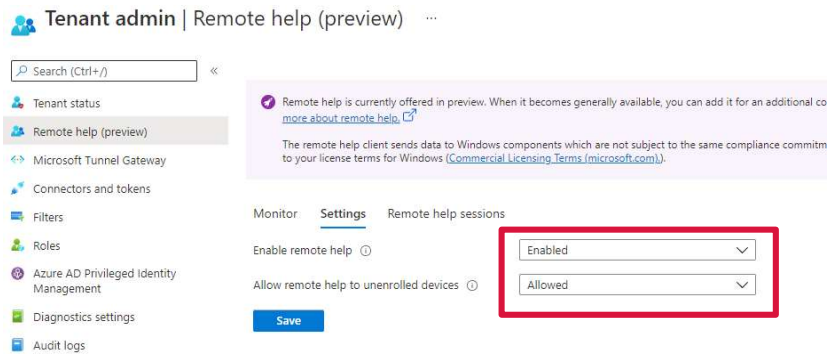 Tenant admin | Remote help (preview) ...
Search (Ctrl+/)
«
Tenant status
Remote help (preview)
Microsoft Tunnel Gateway
Connectors and tokens
Filters
Roles
Azure AD Privileged Identity
Management
Diagnostics settings
Audit logs
Remote help is currently offered in preview. When it becomes generally available, you can add it for an additional
more about remote help.
The remote help client sends data to Windows components which are not subject to the same compliance
to your license terms for Windows (Commercial Licensing Terms (microsoft.com).).
Monitor Settings Remote help sessions
Enable remote help Enabled
Allow remote help to unenrolled devices Allowed
Save